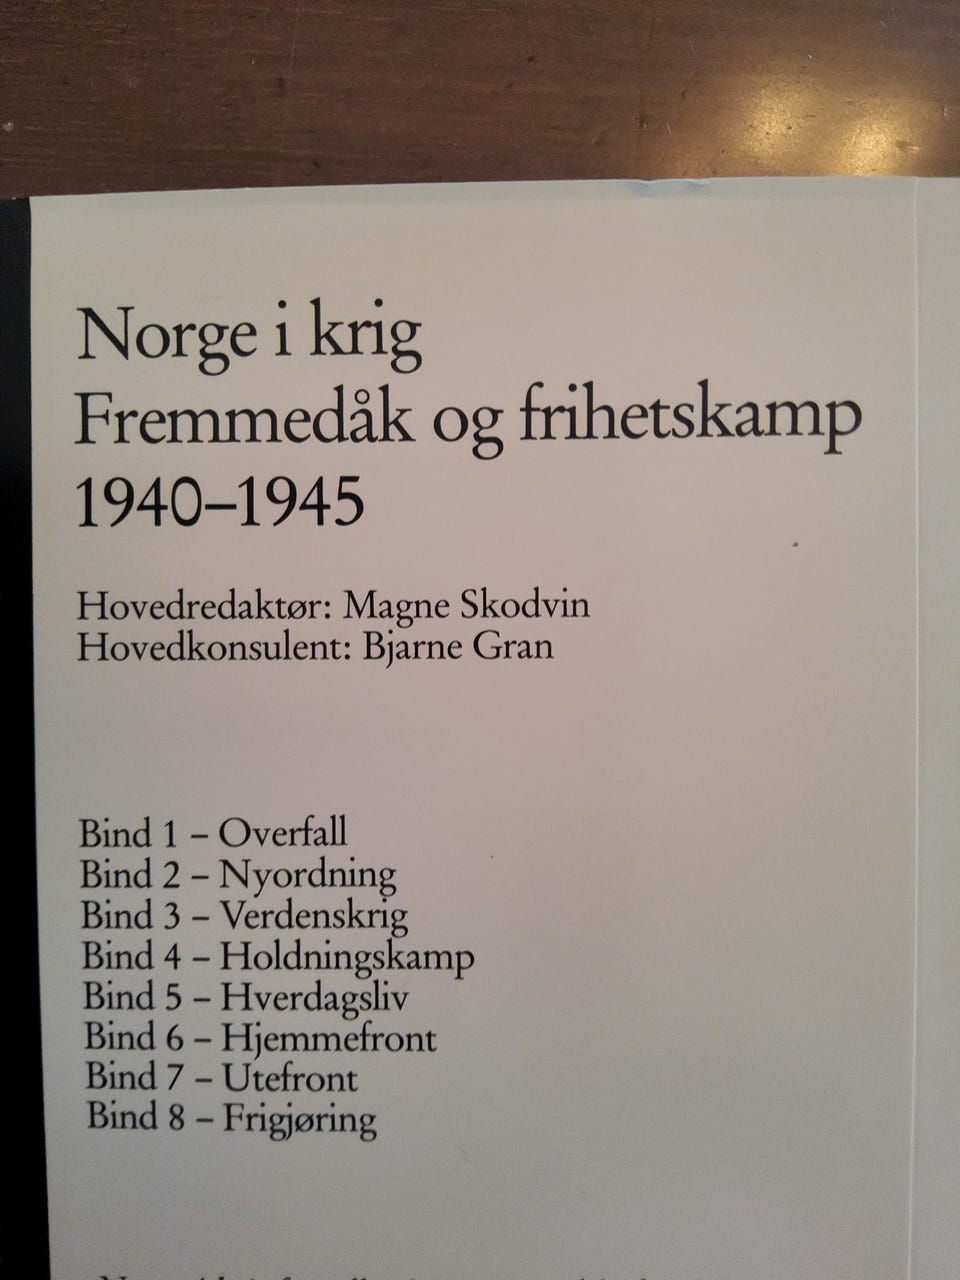 Norge i krig
Fremmedåk og frihetskamp
1940–1945
Hovedredaktør: Magne Skodvin
Hovedkonsulent: Bjarne Gran
Bind 1 – Overfall
Bind 2 – Nyordning
Bind 3 – Verdenskrig
Bind 4 – Holdningskamp
Bind 5 – Hverdagsliv
Bind 6 – Hjemmefront
Bind 7 – Utefront
Bind 8 – Frigjøring